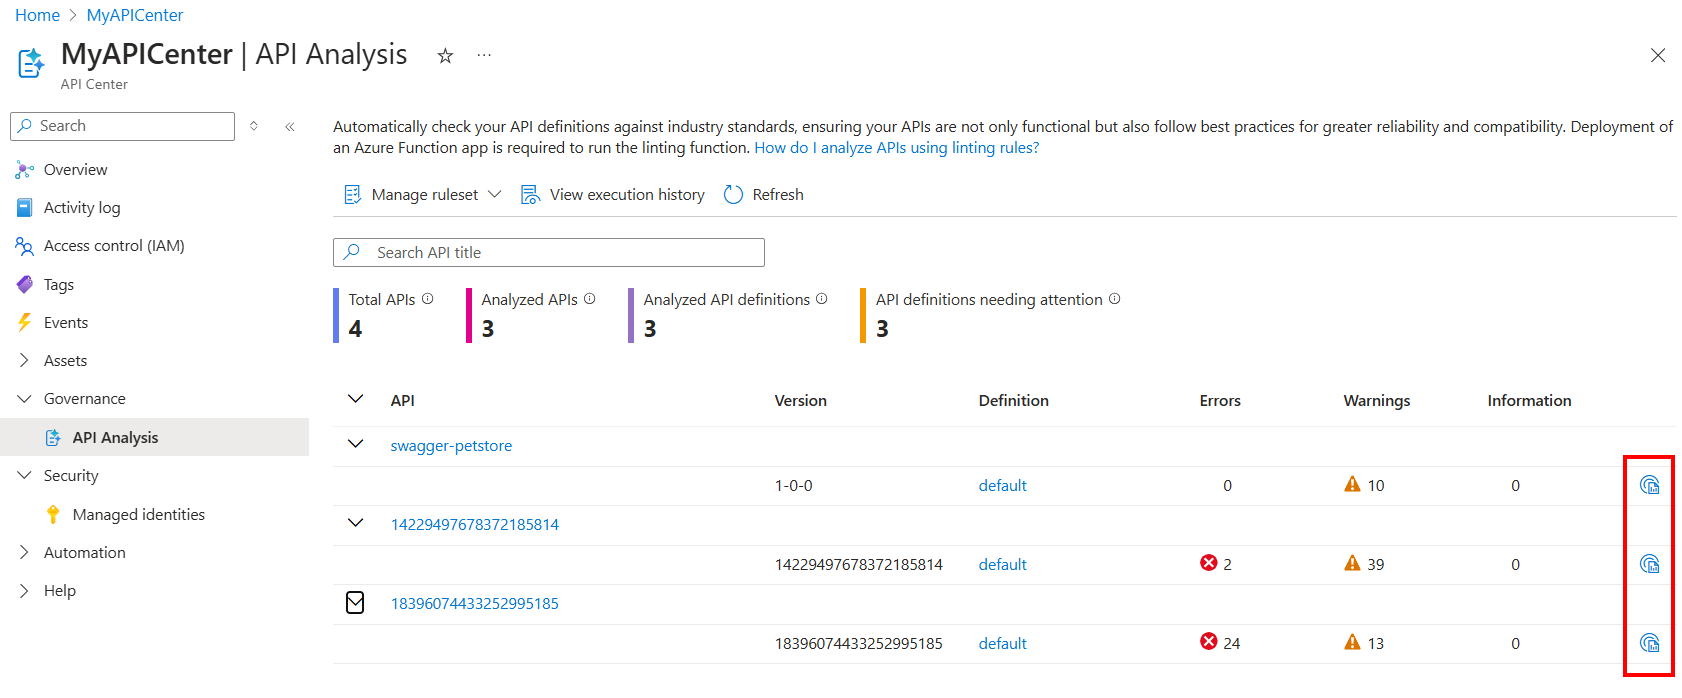 Home > MyAPICenter
MyAPICenter | API Analysis
API Center
Search
Overview
Activity log
Access control (IAM)
Tags
Events
Assets
Governance
API Analysis
Security
Managed identities
Automation
Help
Automatically check your API definitions against industry standards, ensuring your APIs are not only functional but also follow best practices for greater reliability and compatibility. Deployment of
an Azure Function app is required to run the linting function. How do I analyze APIs using linting rules?
Manage ruleset View execution history Refresh
Search API title
Total APIs Analyzed APIs Analyzed API definitions API definitions needing attention
4 3 3 3
API Version Definition Errors Warnings Information
swagger-petstore
1-0-0 default 0 10 0
14229497678372185814
14229497678372185814 default 2 39 0
18396074433252995185
18396074433252995185 default 24 13 0